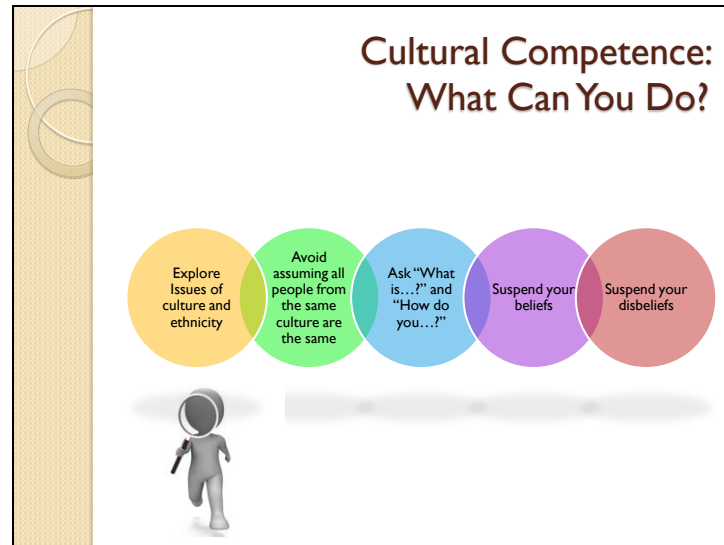 Cultural Competence:
What Can You Do?
Explore
Issues of
culture and
ethnicity
Avoid
assuming all
people from
the same
culture are
the same
Ask “What
is…?” and
“How do
you…?”
Suspend your
beliefs
Suspend your
disbeliefs